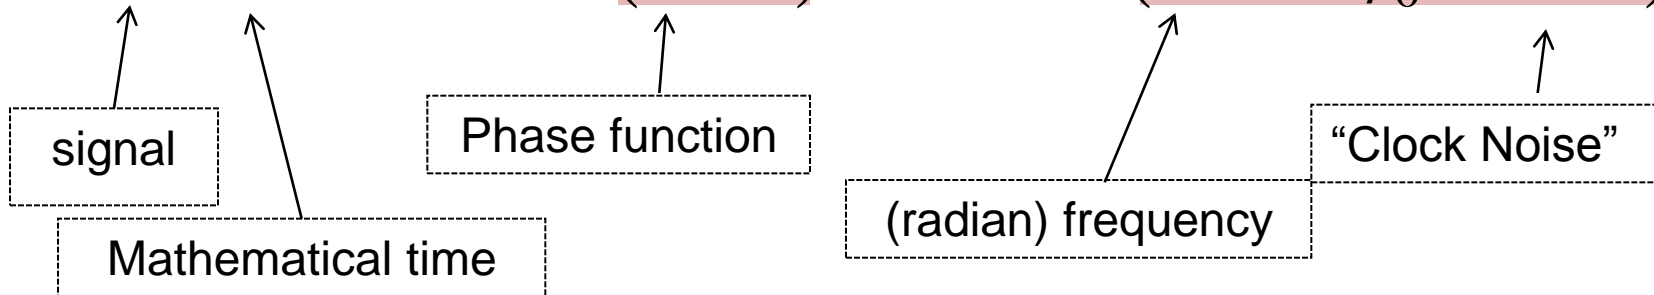 signal
Phase function
“Clock Noise”
(radian) frequency
Mathematical time